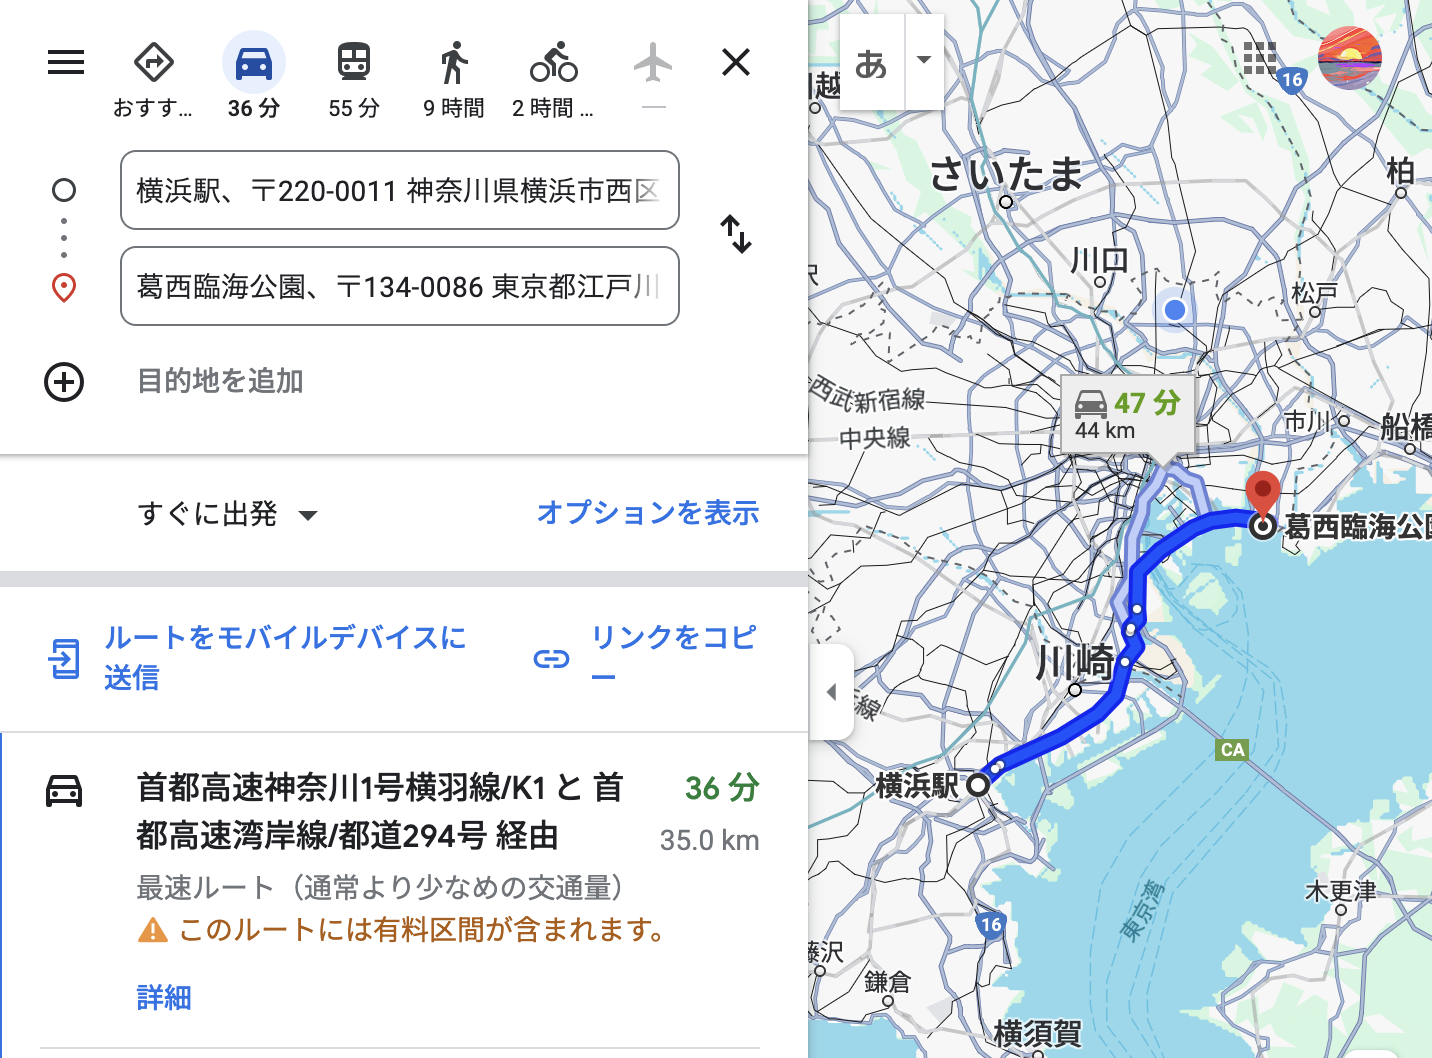 おすす…
36 分
55 分
9 時間
2 時間 …
—
横浜駅、〒220-0011 神奈川県横浜市西区
葛西臨海公園、〒134-0086 東京都江戸川
目的地を追加
すぐに出発
オプションを表示
ルートをモバイルデバイスに
送信
リンクをコピ
ー
首都高速神奈川1号横羽線/K1 と 首
都高速湾岸線/都道294号 経由
36 分
35.0 km
最速ルート（通常より少なめの交通量）
このルートには有料区間が含まれます。
詳細
あ
越
16
さいたま
柏
川口
松戸
47 分
44 km
西武新宿線
中央線
市川
船橋
葛西臨海公園
川崎
線
CA
横浜駅
木更津
東京湾
16
藤沢
鎌倉
横須賀